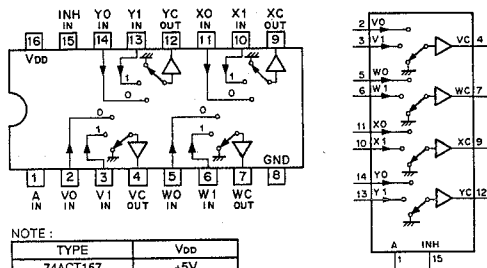 INH Y0 Y1 YC X0 X1 XC
IN IN IN OUT IN IN OUT
16 15 14 13 12 11 10 9
VDD
1 1
0 0
0 0
1 1
GND
1 2 3 4 5 6 7 8
A V0 V1 VC W0 W1 WC
IN IN IN OUT IN IN OUT
NOTE :
TYPE VDD
74ACT157 +5V
2 V0
3 V1 VC 4
5 W0
6 W1 WC 7
11 X0
10 X1 XC 9
14 Y0
13 Y1 YC 12
A INH
1 15